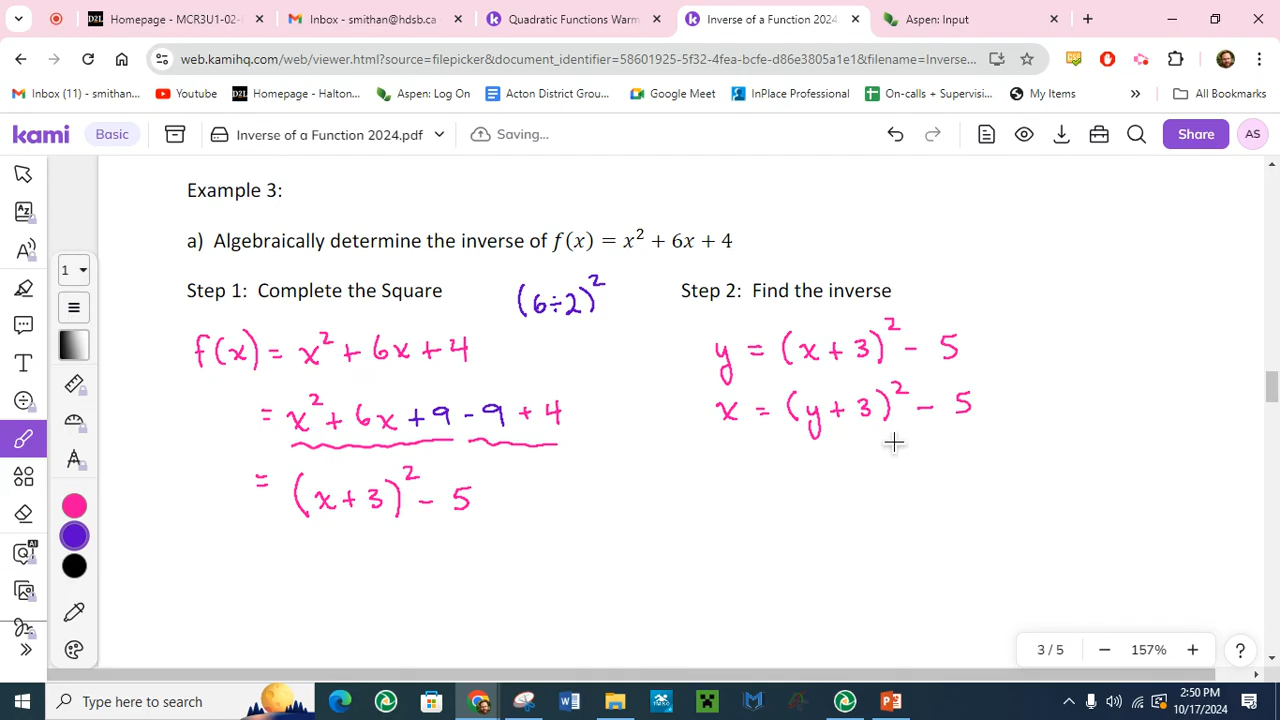 Homepage - MCR3U1-02-
Inbox - smithan@hdsb.ca
Quadratic Functions Warm
Inverse of a Function 2024
Aspen: Input
web.kamihq.com/web/viewer.html?source=filepicker&document_identifier=58601925-5f32-4fea-bcfe-d86e3805a1e1&filename=Inverse...
Inbox (11) - smithan...
Youtube
Homepage - Halton...
Aspen: Log On
Acton District Grou...
Google Meet
InPlace Professional
On-calls + Supervisi...
My Items
All Bookmarks
kami
Basic
Inverse of a Function 2024.pdf
Saving...
Share
AS
Example 3:
a) Algebraically determine the inverse of f(x) = x² + 6x + 4
Step 1: Complete the Square
(6÷2)²
Step 2: Find the inverse
f(x) = x² + 6x + 4
= x² + 6x + 9 - 9 + 4
= (x + 3)² - 5
y = (x + 3)² - 5
x = (y + 3)² - 5
1
3 / 5
157%
Type here to search
2:50 PM
10/17/2024